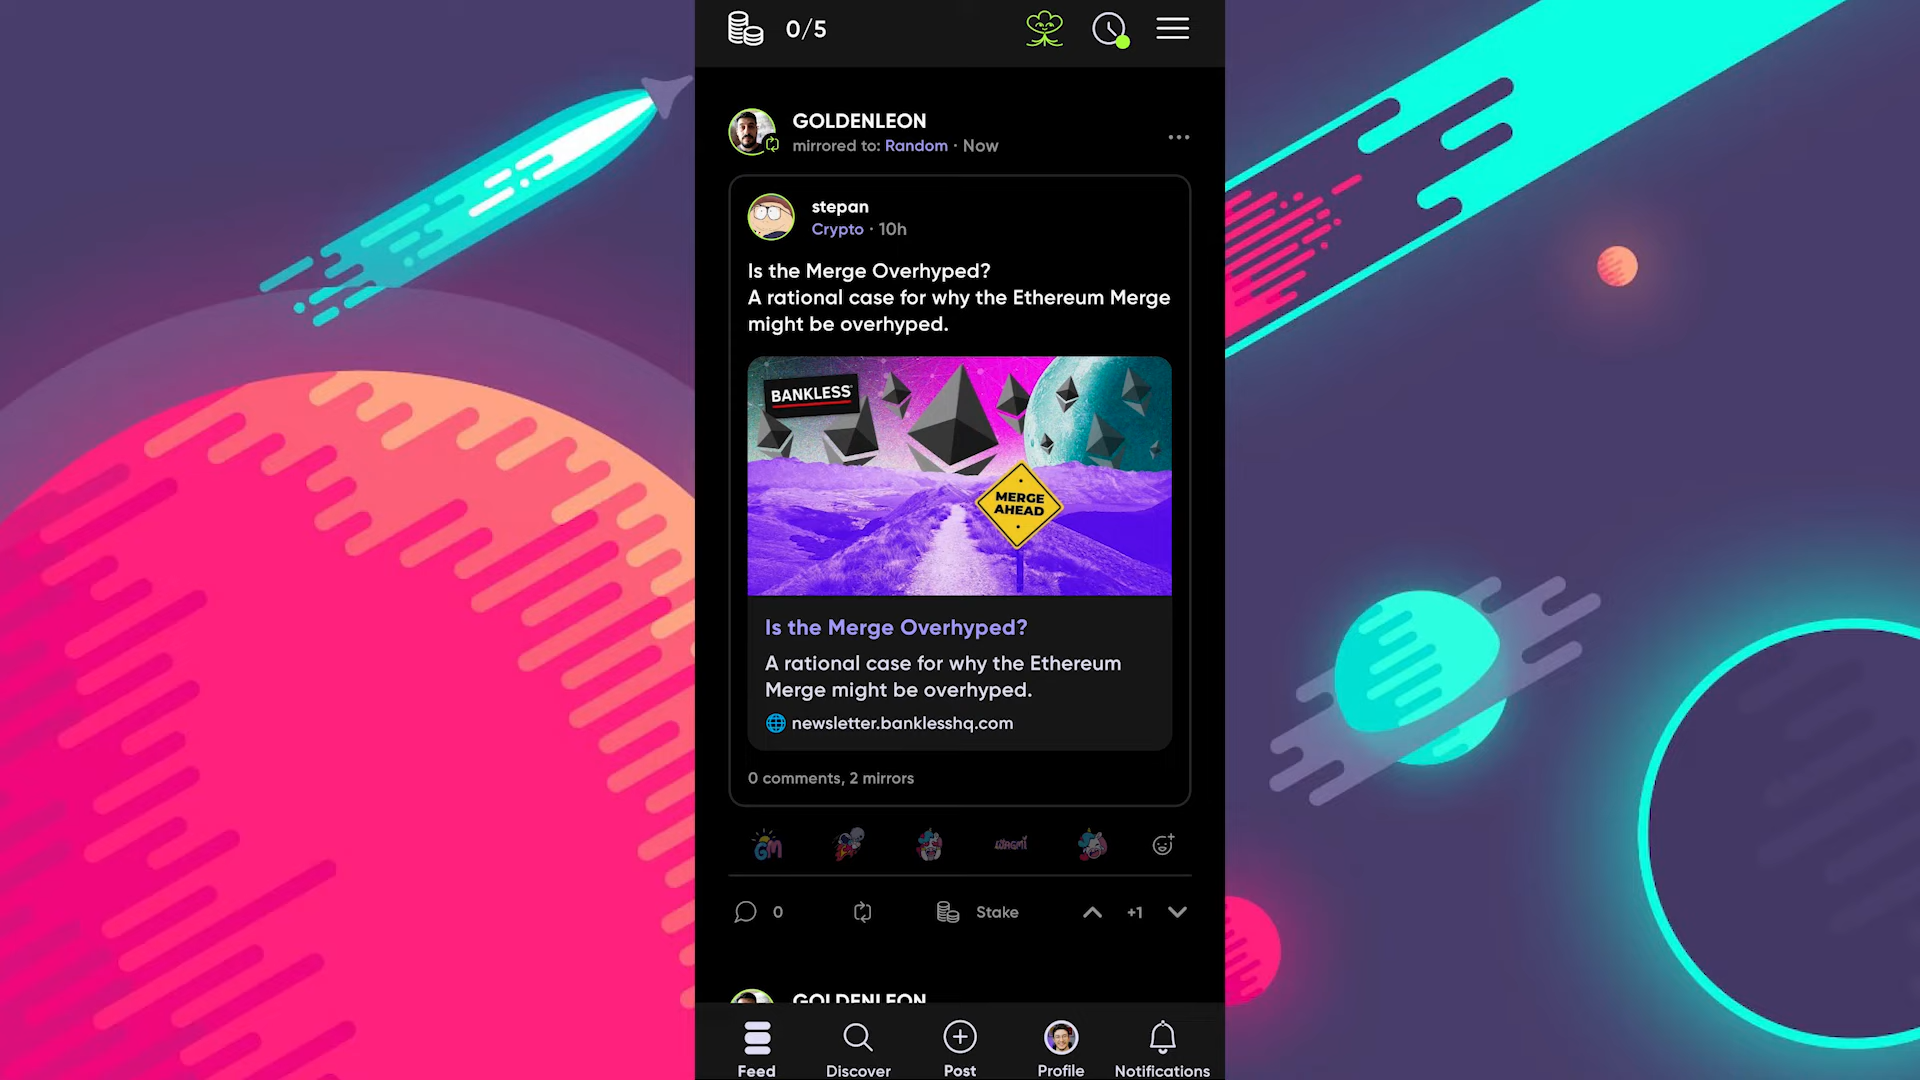 0/5
GOLDENLEON
mirrored to: Random · Now
stepan
Crypto · 10h
Is the Merge Overhyped?
A rational case for why the Ethereum Merge
might be overhyped.
BANKLESS
MERGE
AHEAD
Is the Merge Overhyped?
A rational case for why the Ethereum
Merge might be overhyped.
newsletter.banklesshq.com
0 comments, 2 mirrors
GM
WAGMI
0
Stake
+1
GOLDENLEON
Feed
Discover
Post
Profile
Notifications